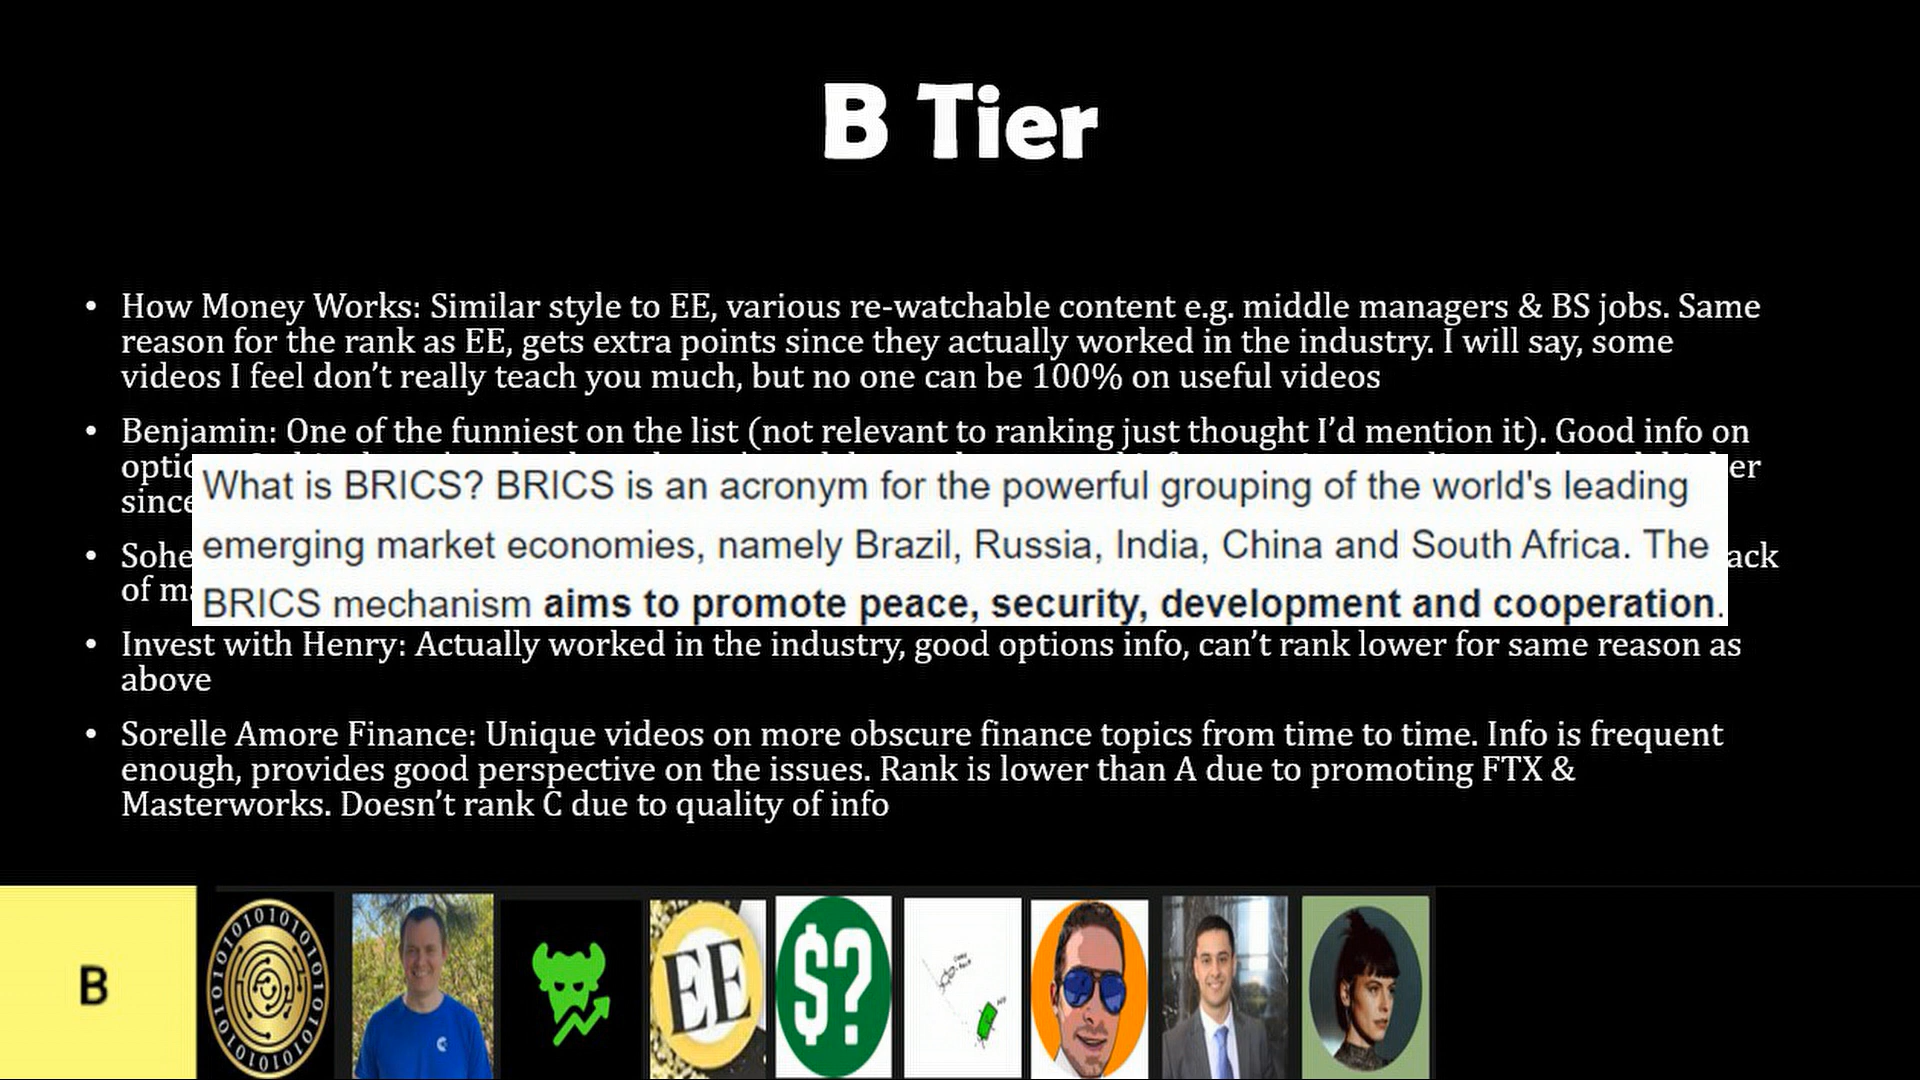 B Tier
• How Money Works: Similar style to EE, various re-watchable content e.g. middle managers & BS jobs. Same
reason for the rank as EE, gets extra points since they actually worked in the industry. I will say, some
videos I feel don’t really teach you much, but no one can be 100% on useful videos
• Benjamin: One of the funniest on the list (not relevant to ranking just thought I’d mention it). Good info on
What is BRICS? BRICS is an acronym for the powerful grouping of the world's leading
emerging market economies, namely Brazil, Russia, India, China and South Africa. The
BRICS mechanism aims to promote peace, security, development and cooperation.
since
of
• Invest with Henry: Actually worked in the industry, good options info, can’t rank lower for same reason as
above
• Sorelle Amore Finance: Unique videos on more obscure finance topics from time to time. Info is frequent
enough, provides good perspective on the issues. Rank is lower than A due to promoting FTX &
Masterworks. Doesn’t rank C due to quality of info
B
EE
$?